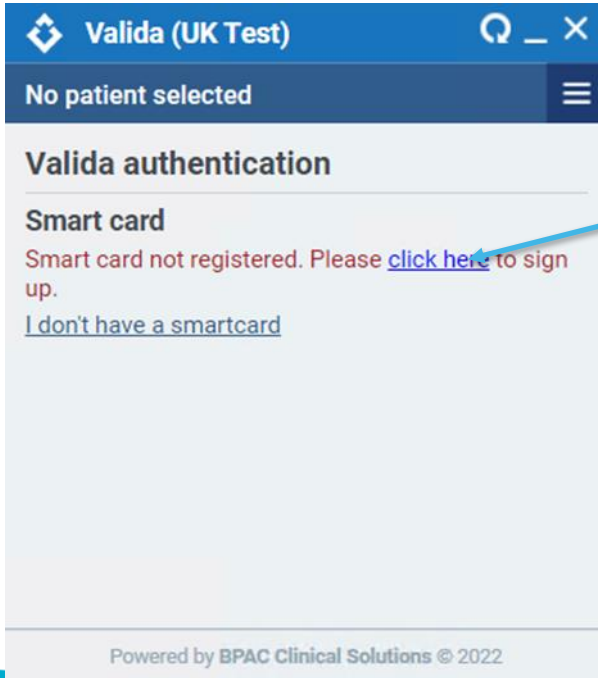 Valida (UK Test)
No patient selected
Valida authentication
Smart card
Smart card not registered. Please click here to sign
up.
I don't have a smartcard
Powered by BPAC Clinical Solutions © 2022